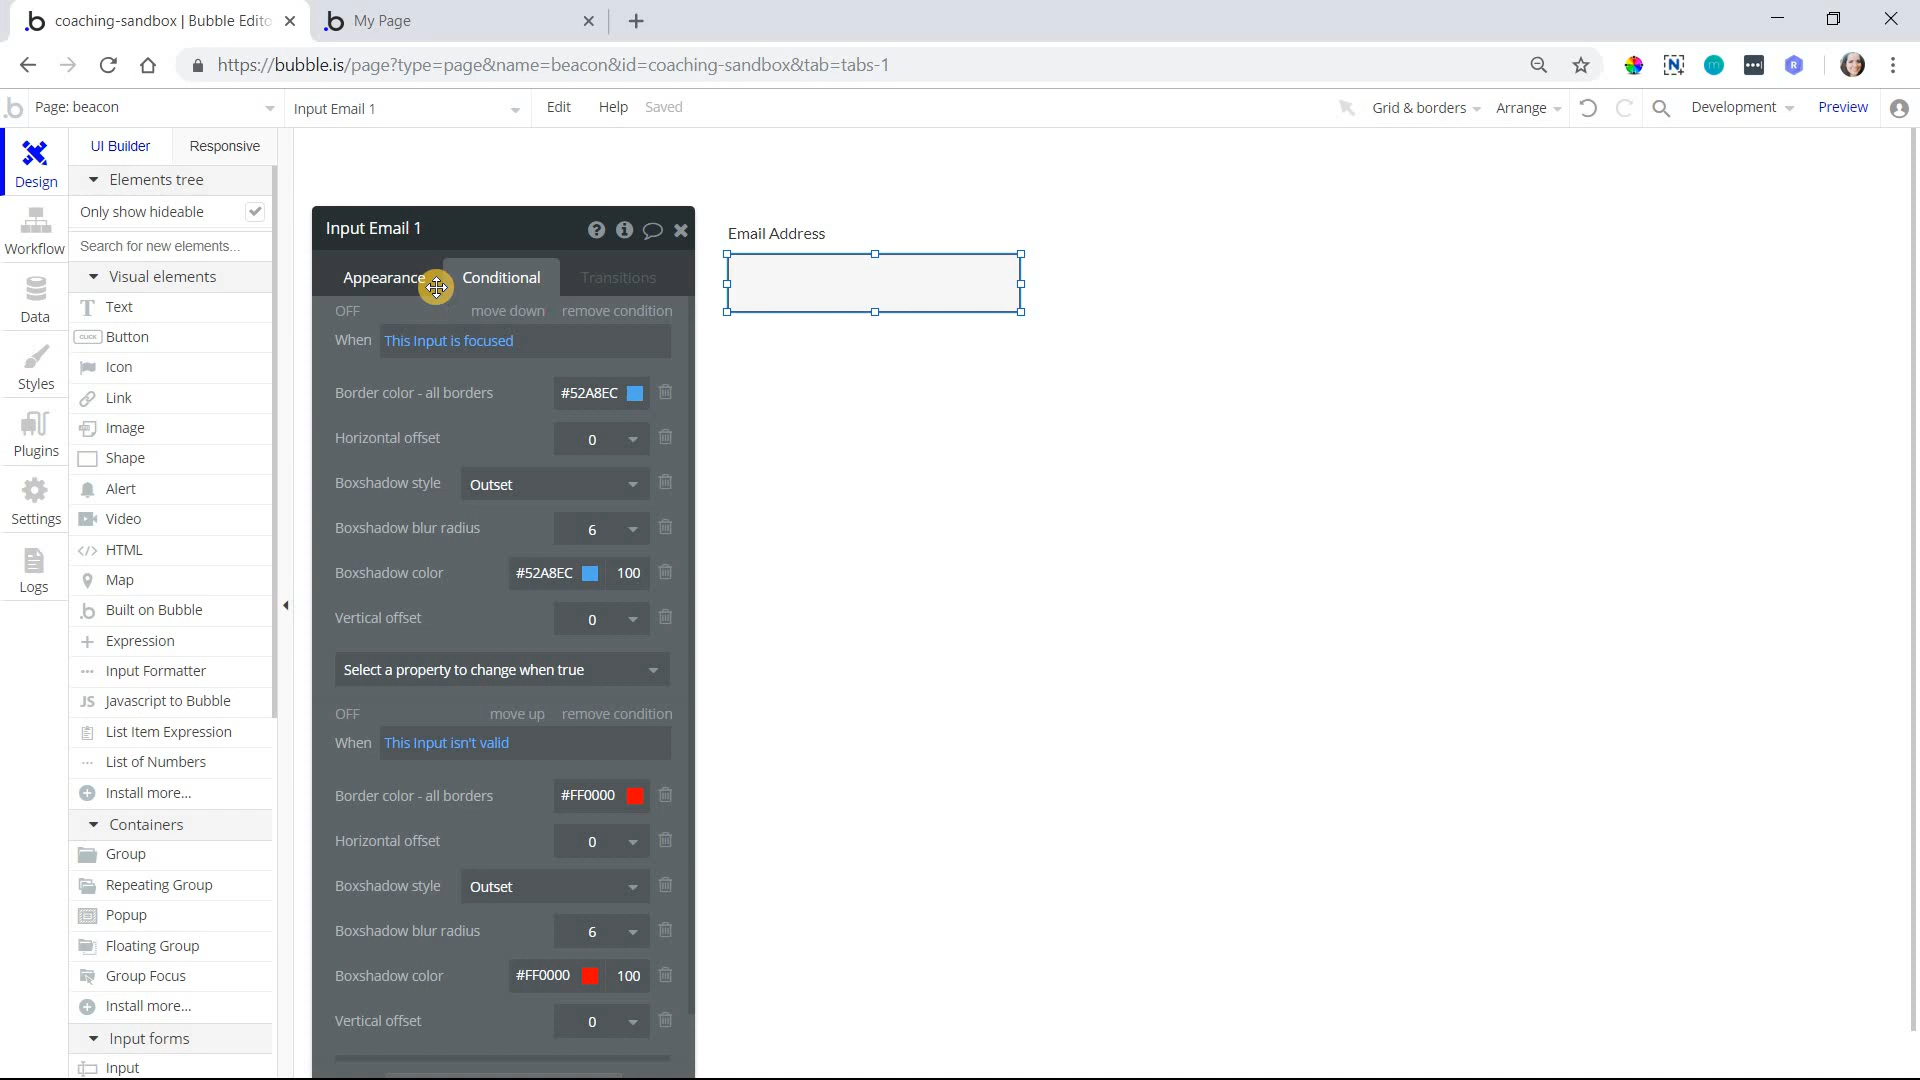 coaching-sandbox | Bubble Edito
My Page
https://bubble.is/page?type=page&name=beacon&id=coaching-sandbox&tab=tabs-1
Page: beacon
Input Email 1
Edit
Help
Saved
Grid & borders
Arrange
Development
Preview
Design
Workflow
Data
Styles
Plugins
Settings
Logs
UI Builder
Responsive
Elements tree
Only show hideable
Search for new elements...
Visual elements
Text
CLICK
Button
Icon
Link
Image
Shape
Alert
Video
</> HTML
Map
Built on Bubble
Expression
Input Formatter
JS Javascript to Bubble
List Item Expression
List of Numbers
Install more...
Containers
Group
Repeating Group
Popup
Floating Group
Group Focus
Install more...
Input forms
Input
Input Email 1
Appearance
Conditional
Transitions
OFF move down remove condition
When This Input is focused
Border color - all borders #52A8EC
Horizontal offset 0
Boxshadow style Outset
Boxshadow blur radius 6
Boxshadow color #52A8EC 100
Vertical offset 0
Select a property to change when true
OFF move up remove condition
When This Input isn't valid
Border color - all borders #FF0000
Horizontal offset 0
Boxshadow style Outset
Boxshadow blur radius 6
Boxshadow color #FF0000 100
Vertical offset 0
Email Address